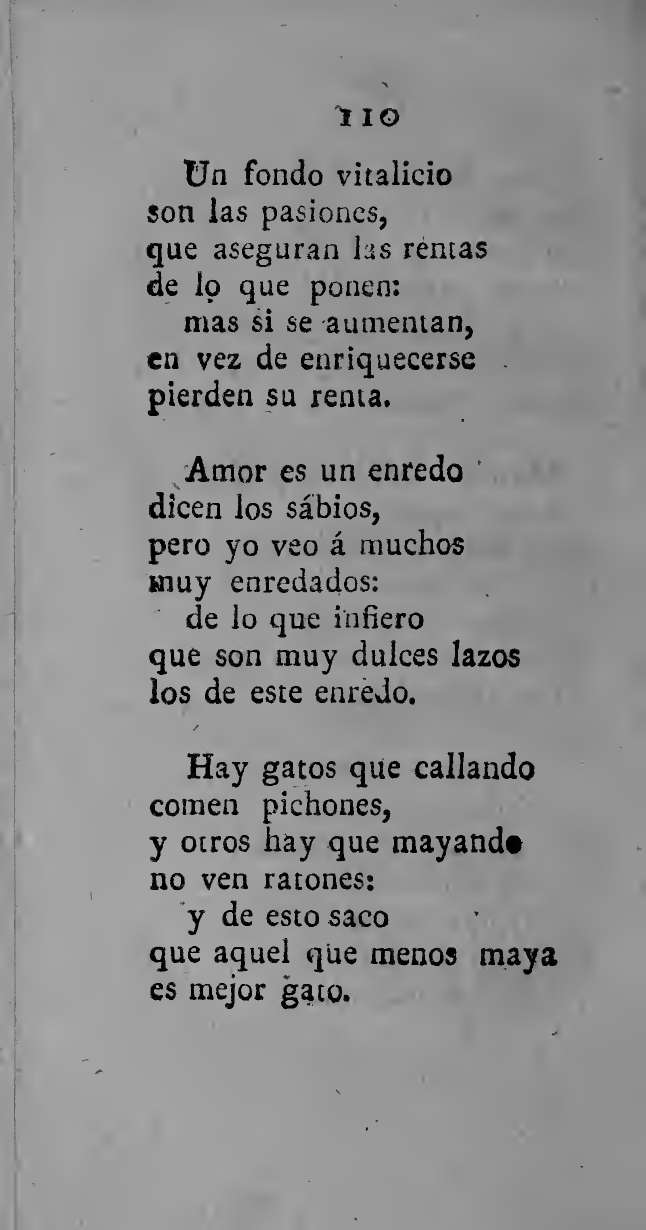 110
Un fondo vitalicio
son las pasiones,
que aseguran las rentas
de lo que ponen:
mas si se aumentan,
en vez de enriquecerse
pierden su renta.
Amor es un enredo
dicen los sábios,
pero yo veo á muchos
muy enredados:
de lo que infiero
que son muy dulces lazos
los de este enredo.
Hay gatos que callando
comen pichones,
y otros hay que mayando
no ven ratones:
y de esto saco
que aquel que menos maya
es mejor gato.